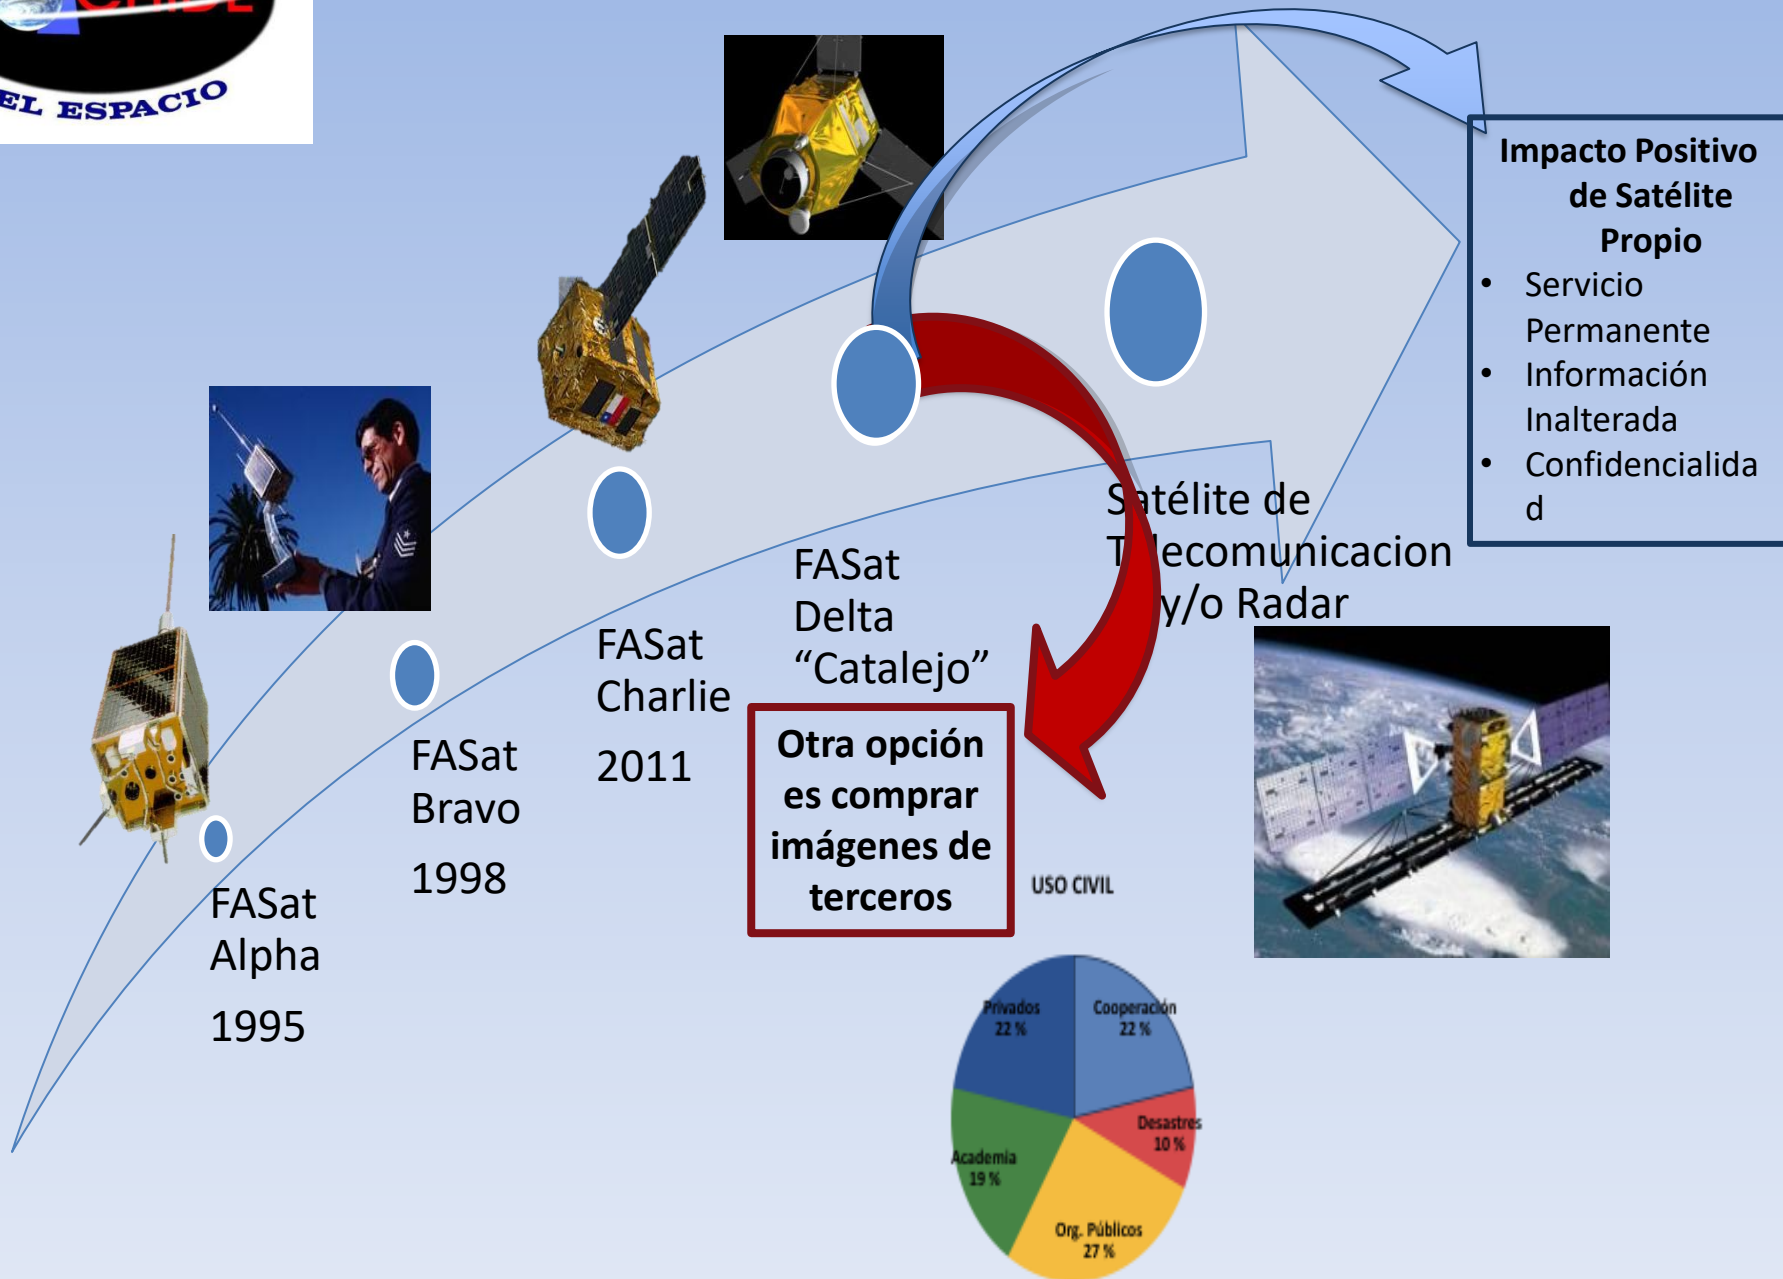 CHILE
EL ESPACIO
Impacto Positivo
de Satélite
Propio
• Servicio
Permanente
• Información
Inalterada
• Confidencialida
d
FASat
Alpha
1995
FASat
Bravo
1998
FASat
Charlie
2011
FASat
Delta
“Catalejo”
Satélite de
Telecomunicacion
y/o Radar
Otra opción
es comprar
imágenes de
terceros
USO CIVIL
Privados
22 %
Cooperación
22 %
Desastres
10 %
Academia
19 %
Org. Públicos
27 %